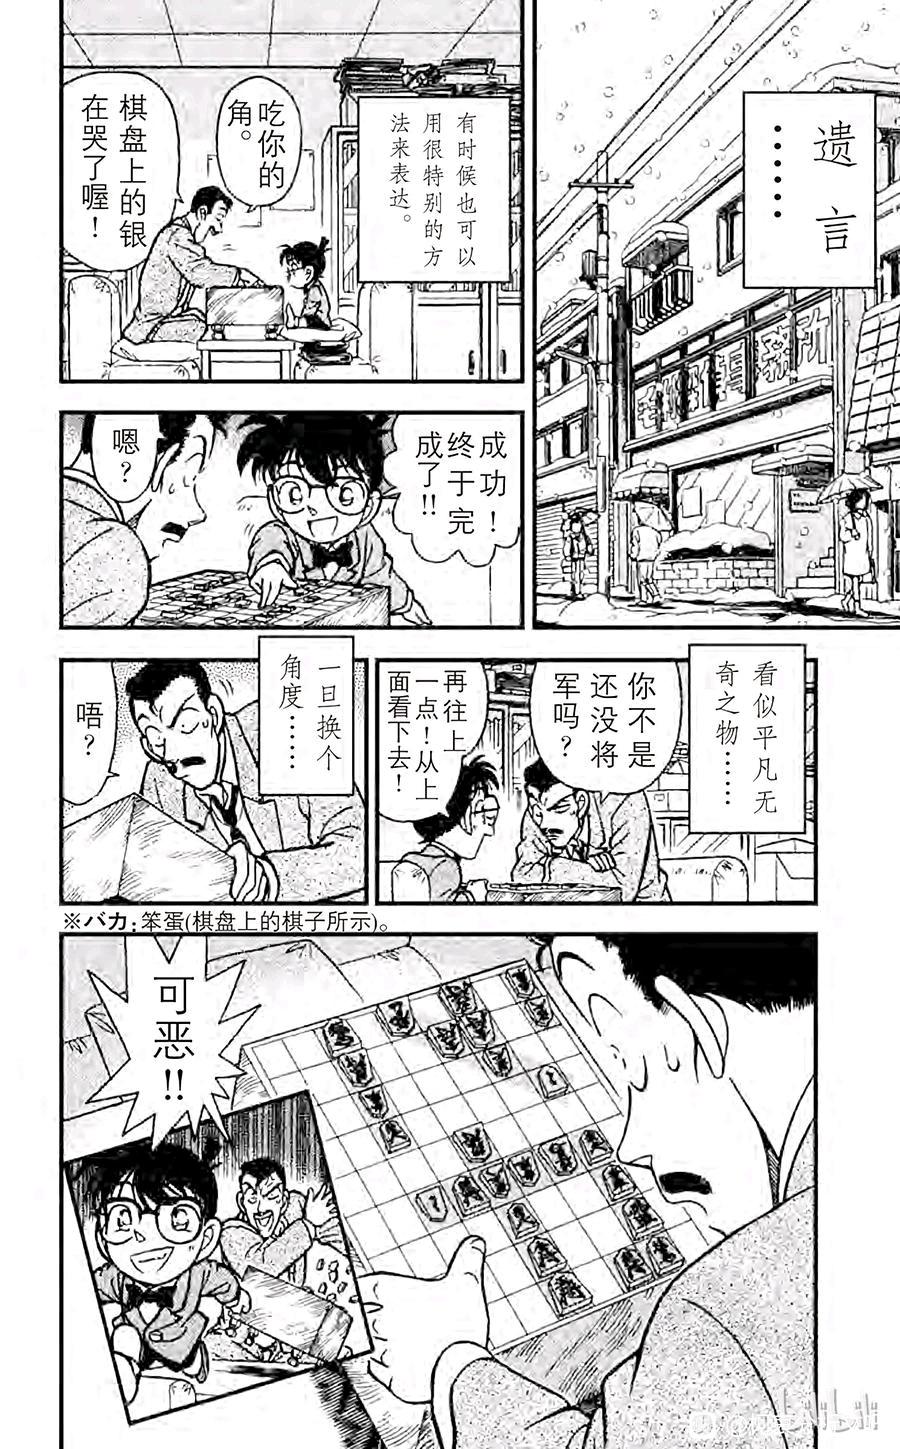 遗言
……
有时候也可以
用很特别的方
法来表达。
吃你的
角。
棋盘上的银
在哭了喔！
成功！
终于完
成了!!
嗯？
看似平凡无
奇之物……
你不是
还没将
军吗？
再往上
一点！从上
面看下去！
一旦换个
角度……
唔？
※バカ：笨蛋(棋盘上的棋子所示)。
可恶!!